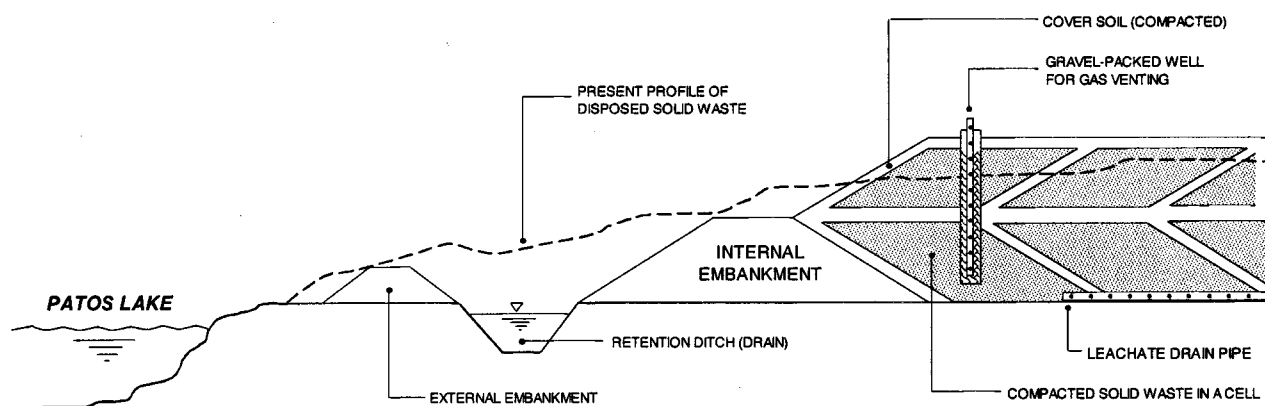 COVER SOIL (COMPACTED)
GRAVEL-PACKED WELL
FOR GAS VENTING
PRESENT PROFILE OF
DISPOSED SOLID WASTE
INTERNAL
EMBANKMENT
PATOS LAKE
RETENTION DITCH (DRAIN)
LEACHATE DRAIN PIPE
EXTERNAL EMBANKMENT
COMPACTED SOLID WASTE IN A CELL